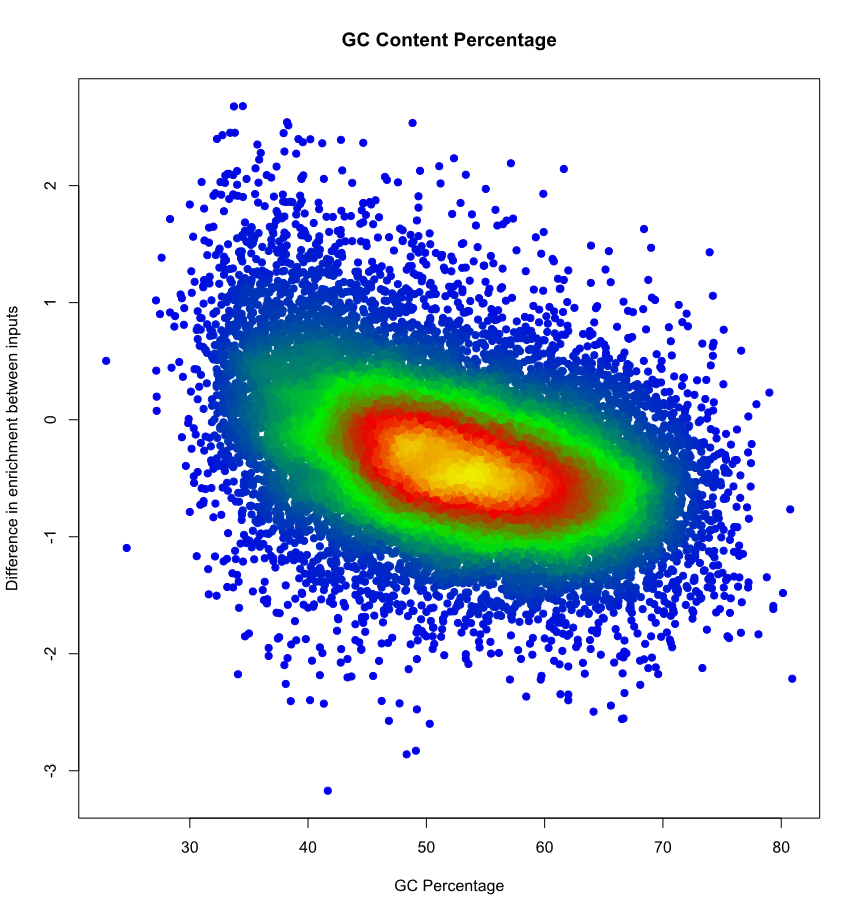 GC Content Percentage
Difference in enrichment between inputs
2
1
0
-1
-2
-3
30 40 50 60 70 80
GC Percentage